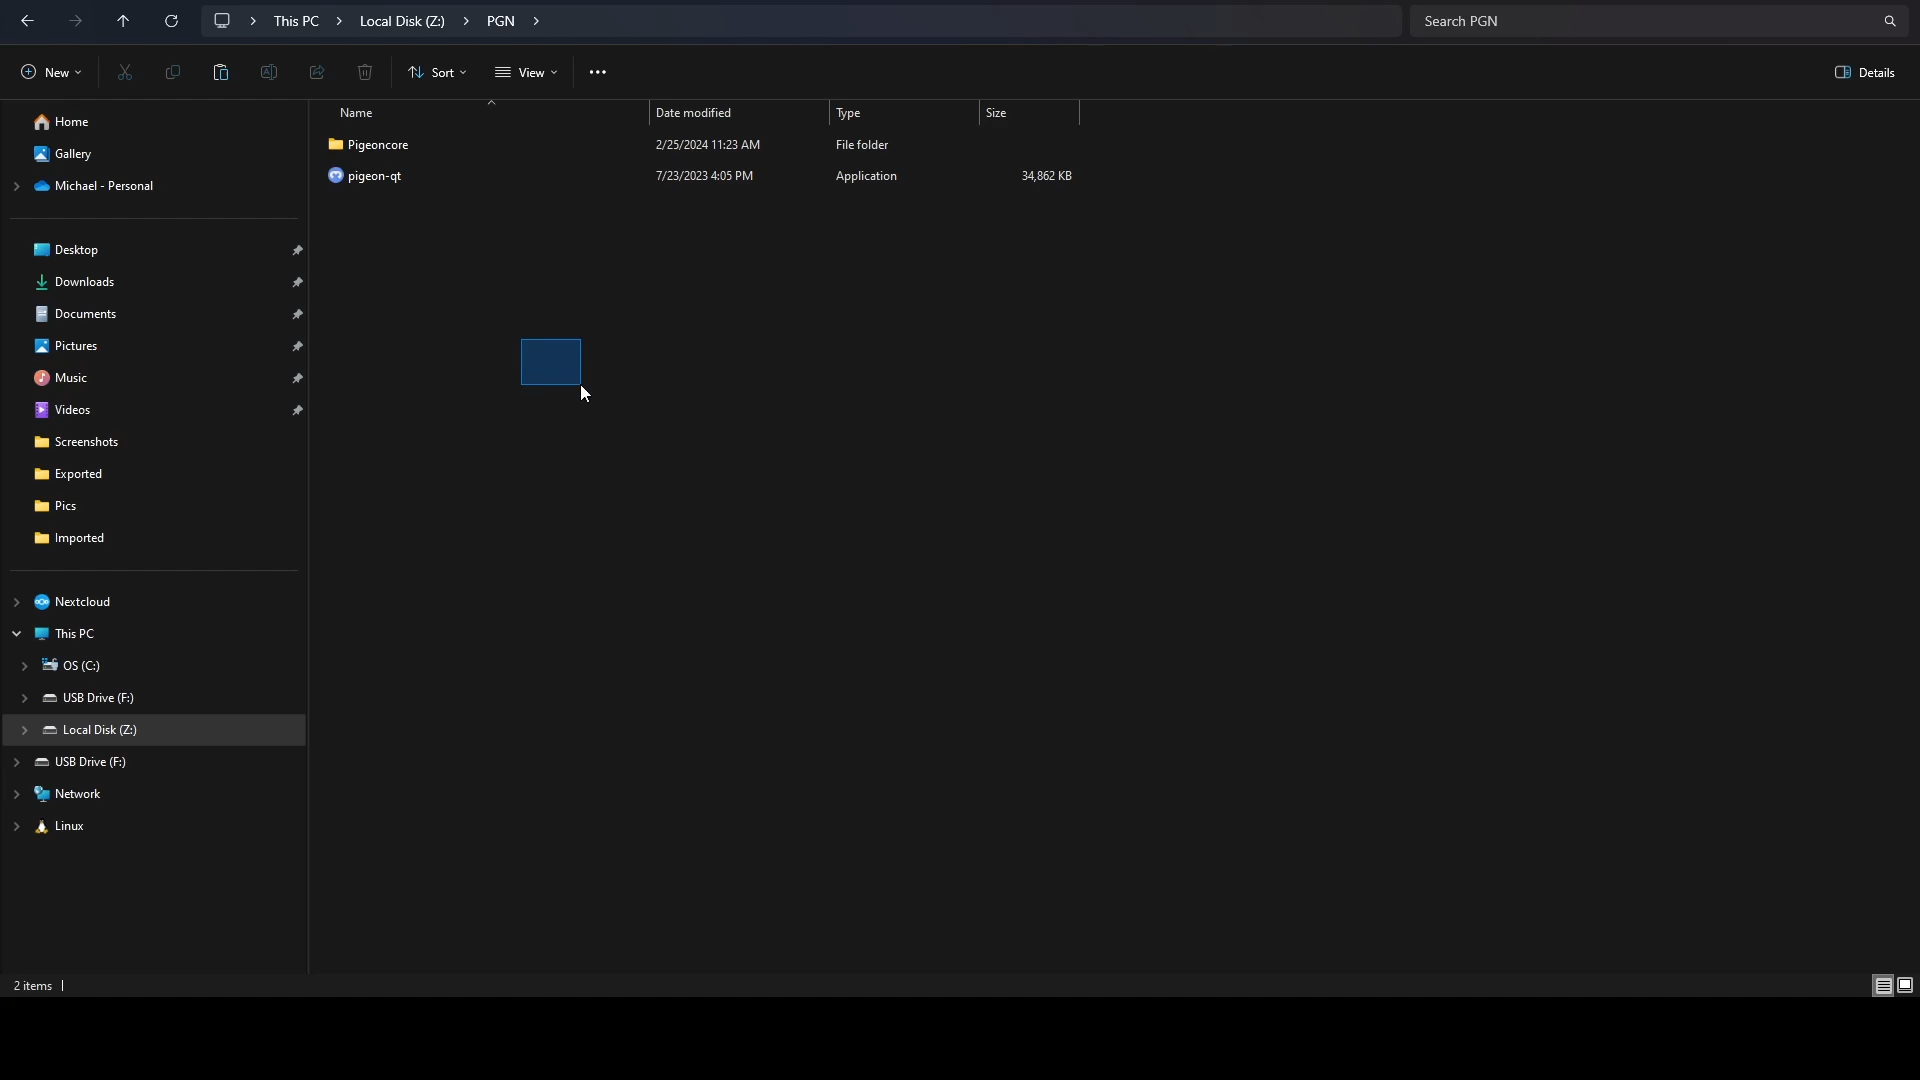 This PC > Local Disk (Z:) > PGN >
Search PGN
New
Sort
View
Details
Name Date modified Type Size
Pigeoncore 2/25/2024 11:23 AM File folder
pigeon-qt 7/23/2023 4:05 PM Application 34,862 KB
Home
Gallery
Michael - Personal
Desktop
Downloads
Documents
Pictures
Music
Videos
Screenshots
Exported
Pics
Imported
Nextcloud
This PC
OS (C:)
USB Drive (F:)
Local Disk (Z:)
USB Drive (F:)
Network
Linux
2 items